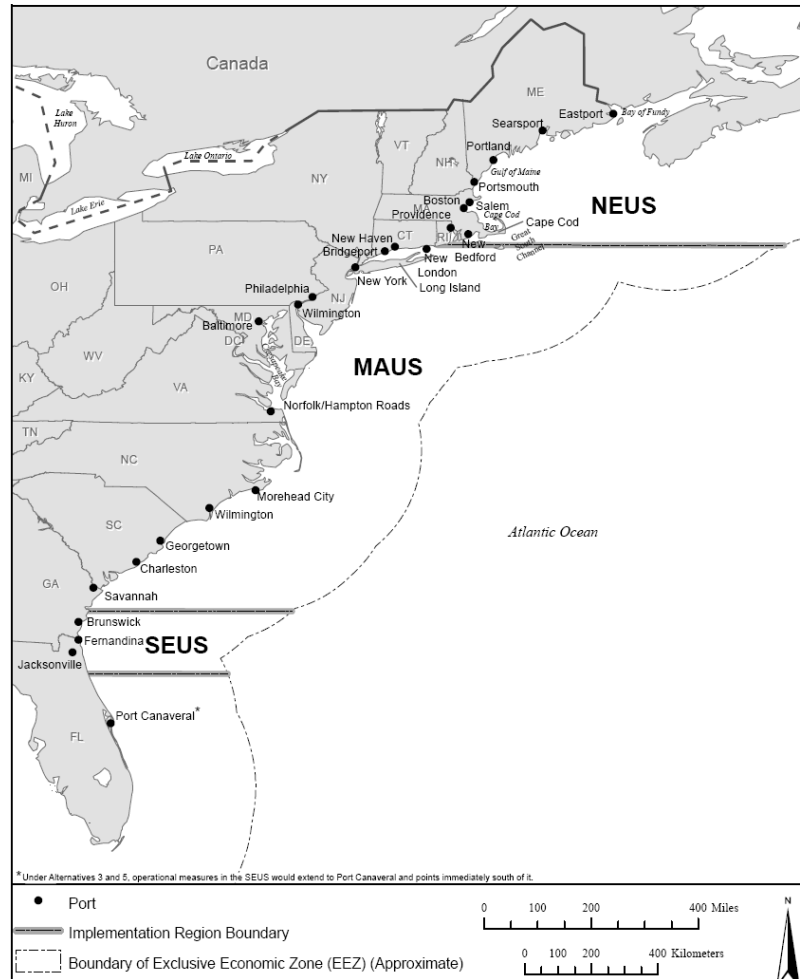 Canada
ME
Eastport
Bay of Fundy
Searsport
Lake
Huron
Portland
VT
NH
Gulf of Maine
Lake Ontario
MI
NY
Portsmouth
Boston
Salem
MA
NEUS
Lake Erie
Providence
Cape Cod
Bay
Cape Cod
New Haven
CT
RI
Great
South
Channel
PA
Bridgeport
New
Bedford
New
London
New York
Long Island
OH
Philadelphia
NJ
Wilmington
MD
Baltimore
DC
DE
MAUS
WV
Chesapeake
Bay
KY
VA
Norfolk/Hampton Roads
TN
NC
Morehead City
Wilmington
SC
Atlantic Ocean
Georgetown
Charleston
GA
Savannah
Brunswick
Fernandina
SEUS
Jacksonville
Port Canaveral*
FL
*Under Alternatives 3 and 5, operational measures in the SEUS would extend to Port Canaveral and points immediately south of it.
Port
Implementation Region Boundary
Boundary of Exclusive Economic Zone (EEZ) (Approximate)
0 100 200 400 Miles
0 100 200 400 Kilometers
N